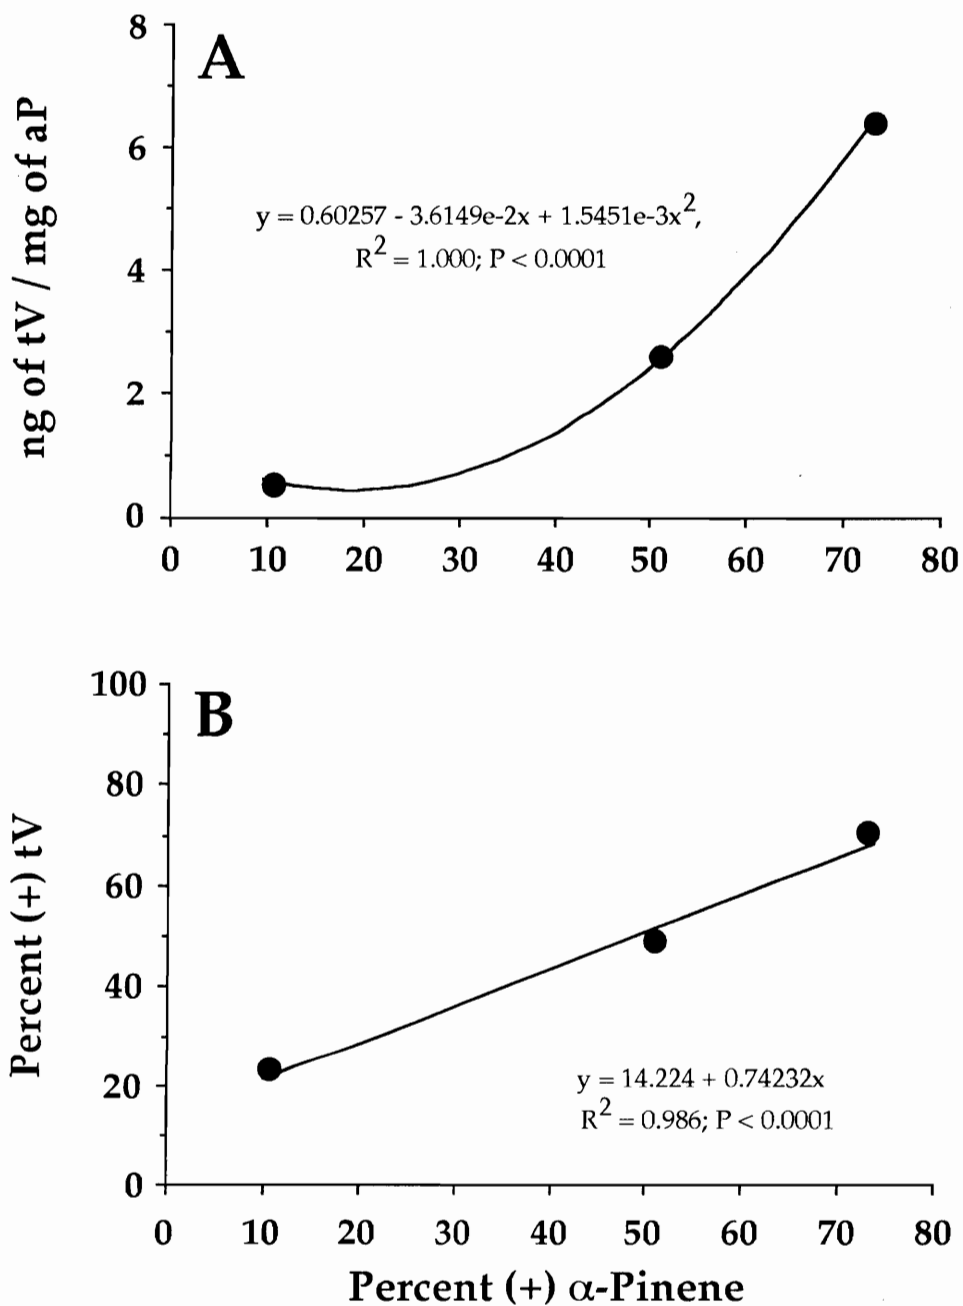 A
8
6
4
2
0
ng of tV / mg of aP
y = 0.60257 - 3.6149e-2x + 1.5451e-3x²,
R² = 1.000; P < 0.0001
0 10 20 30 40 50 60 70 80
B
100
80
60
40
20
0
Percent (+) tV
y = 14.224 + 0.74232x
R² = 0.986; P < 0.0001
0 10 20 30 40 50 60 70 80
Percent (+) α-Pinene